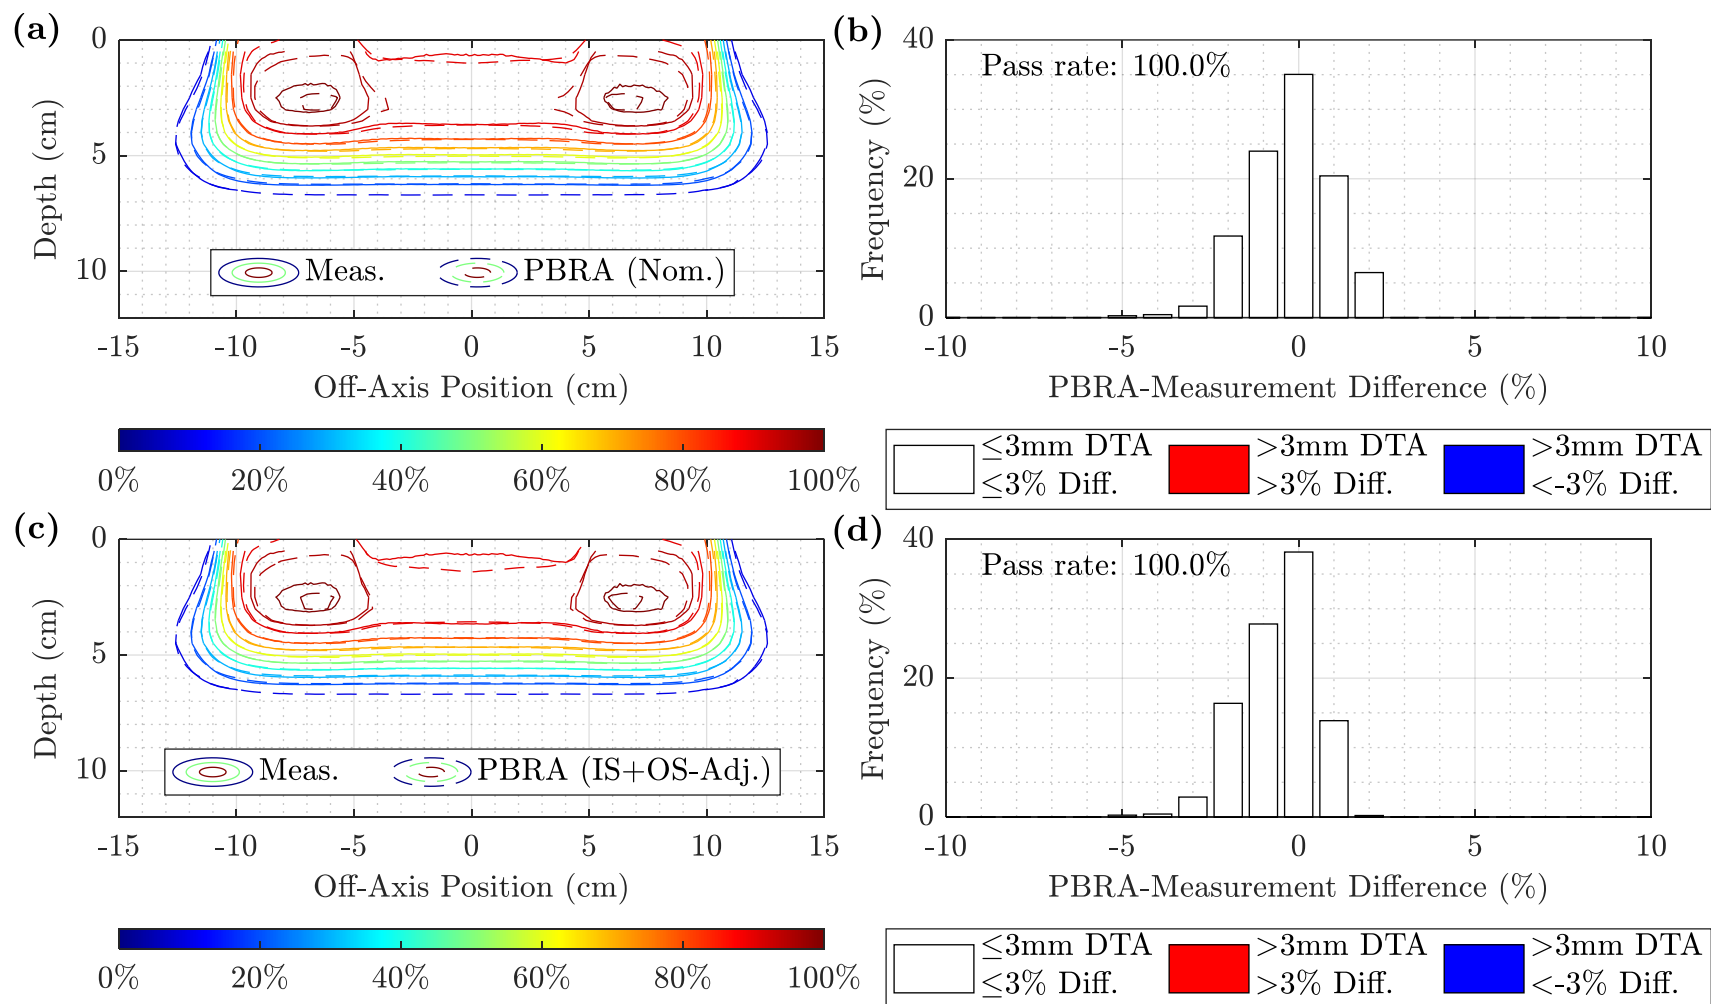 (a)
0
5
10
Depth (cm)
Meas.
PBRA (Nom.)
-15 -10 -5 0 5 10 15
Off-Axis Position (cm)
0% 20% 40% 60% 80% 100%
(b)
40
20
0
Frequency (%)
Pass rate: 100.0%
-10 -5 0 5 10
PBRA-Measurement Difference (%)
≤3mm DTA
≤3% Diff.
>3mm DTA
>3% Diff.
>3mm DTA
<-3% Diff.
(c)
0
5
10
Depth (cm)
Meas.
PBRA (IS+OS-Adj.)
-15 -10 -5 0 5 10 15
Off-Axis Position (cm)
0% 20% 40% 60% 80% 100%
(d)
40
20
0
Frequency (%)
Pass rate: 100.0%
-10 -5 0 5 10
PBRA-Measurement Difference (%)
≤3mm DTA
≤3% Diff.
>3mm DTA
>3% Diff.
>3mm DTA
<-3% Diff.